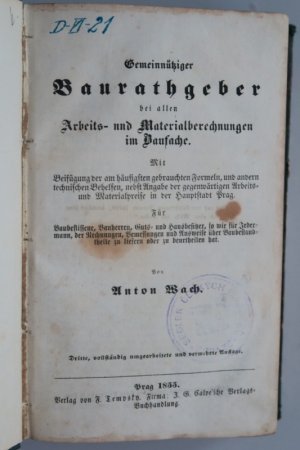 D-VI-21
Gemeinnütziger
Baurathgeber
bei allen
Arbeits- und Materialberechnungen
im Baufache.
Mit
Beifügung der am häufigsten gebrauchten Formeln, und andern
technischen Behelfen, nebst Angabe der gegenwärtigen Arbeits-
und Materialpreise in der Hauptstadt Prag.
Für
Baubeflissene, Bauherren, Guts- und Hausbesitzer, so wie für Jeder-
mann, der Rechnungen, Bemessungen und Ausweise über Baubestand-
theile zu liefern oder zu beurtheilen hat.
Von
Anton Wach.
Dritte, vollständig umgearbeitete und vermehrte Auflage.
Prag 1855.
Verlag von F. Tempsky, Firma: J. G. Calve'sche Verlags-
Buchhandlung.